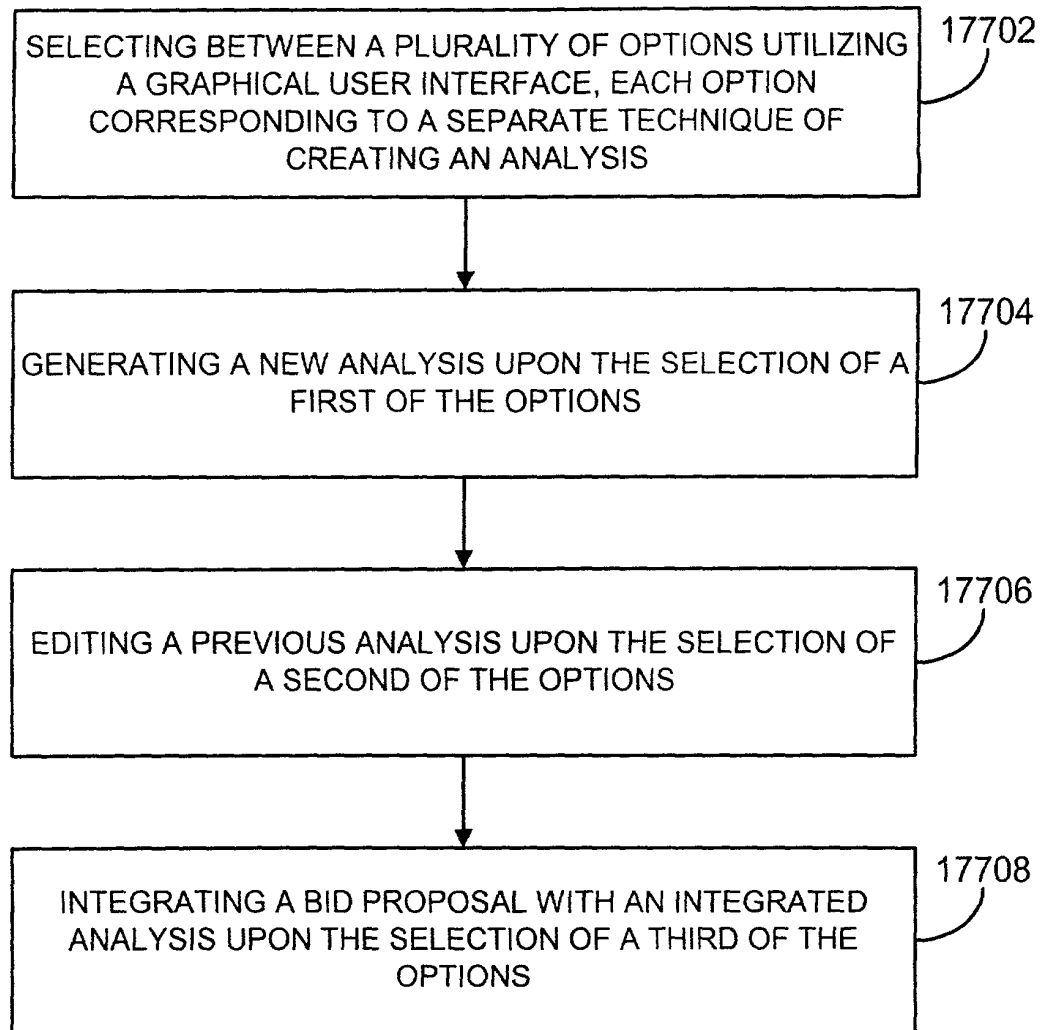 SELECTING BETWEEN A PLURALITY OF OPTIONS UTILIZING
A GRAPHICAL USER INTERFACE, EACH OPTION
CORRESPONDING TO A SEPARATE TECHNIQUE OF
CREATING AN ANALYSIS
17702
GENERATING A NEW ANALYSIS UPON THE SELECTION OF A
FIRST OF THE OPTIONS
17704
EDITING A PREVIOUS ANALYSIS UPON THE SELECTION OF
A SECOND OF THE OPTIONS
17706
INTEGRATING A BID PROPOSAL WITH AN INTEGRATED
ANALYSIS UPON THE SELECTION OF A THIRD OF THE
OPTIONS
17708